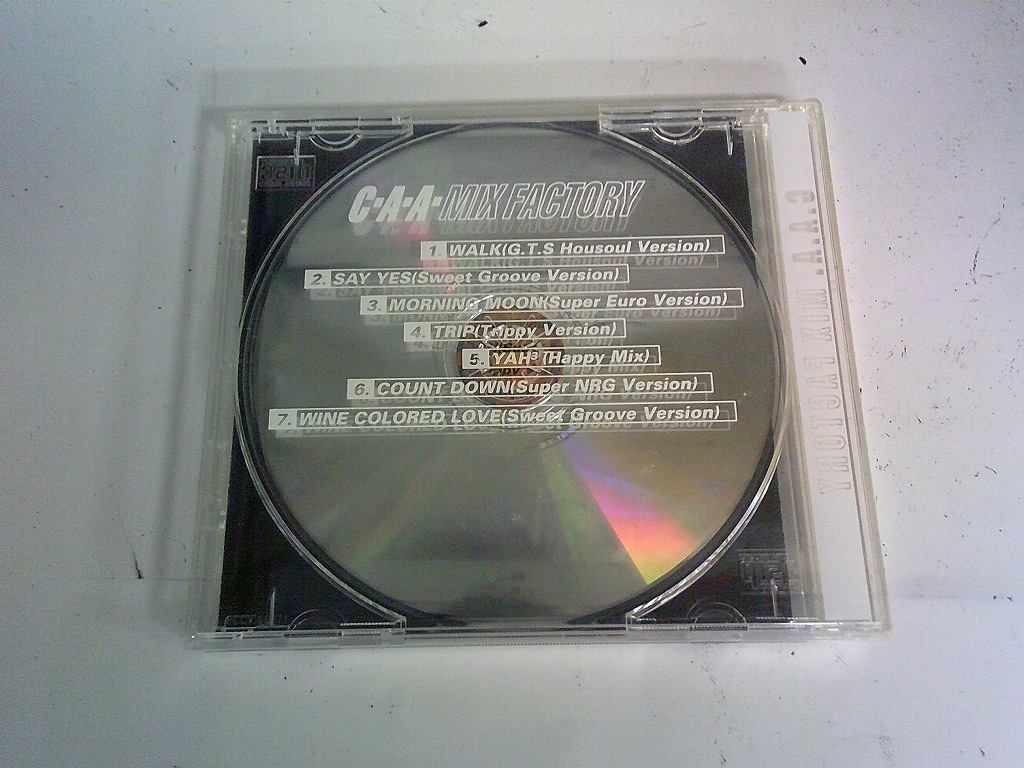 C·A·A· MIX FACTORY
1. WALK(G.T.S Housoul Version)
2. SAY YES(Sweet Groove Version)
3. MORNING MOON(Super Euro Version)
4. TRIP(Trippy Version)
5. YAH³ (Happy Mix)
6. COUNT DOWN(Super NRG Version)
7. WINE COLORED LOVE(Sweet Groove Version)
C.A.A. MIX FACTORY